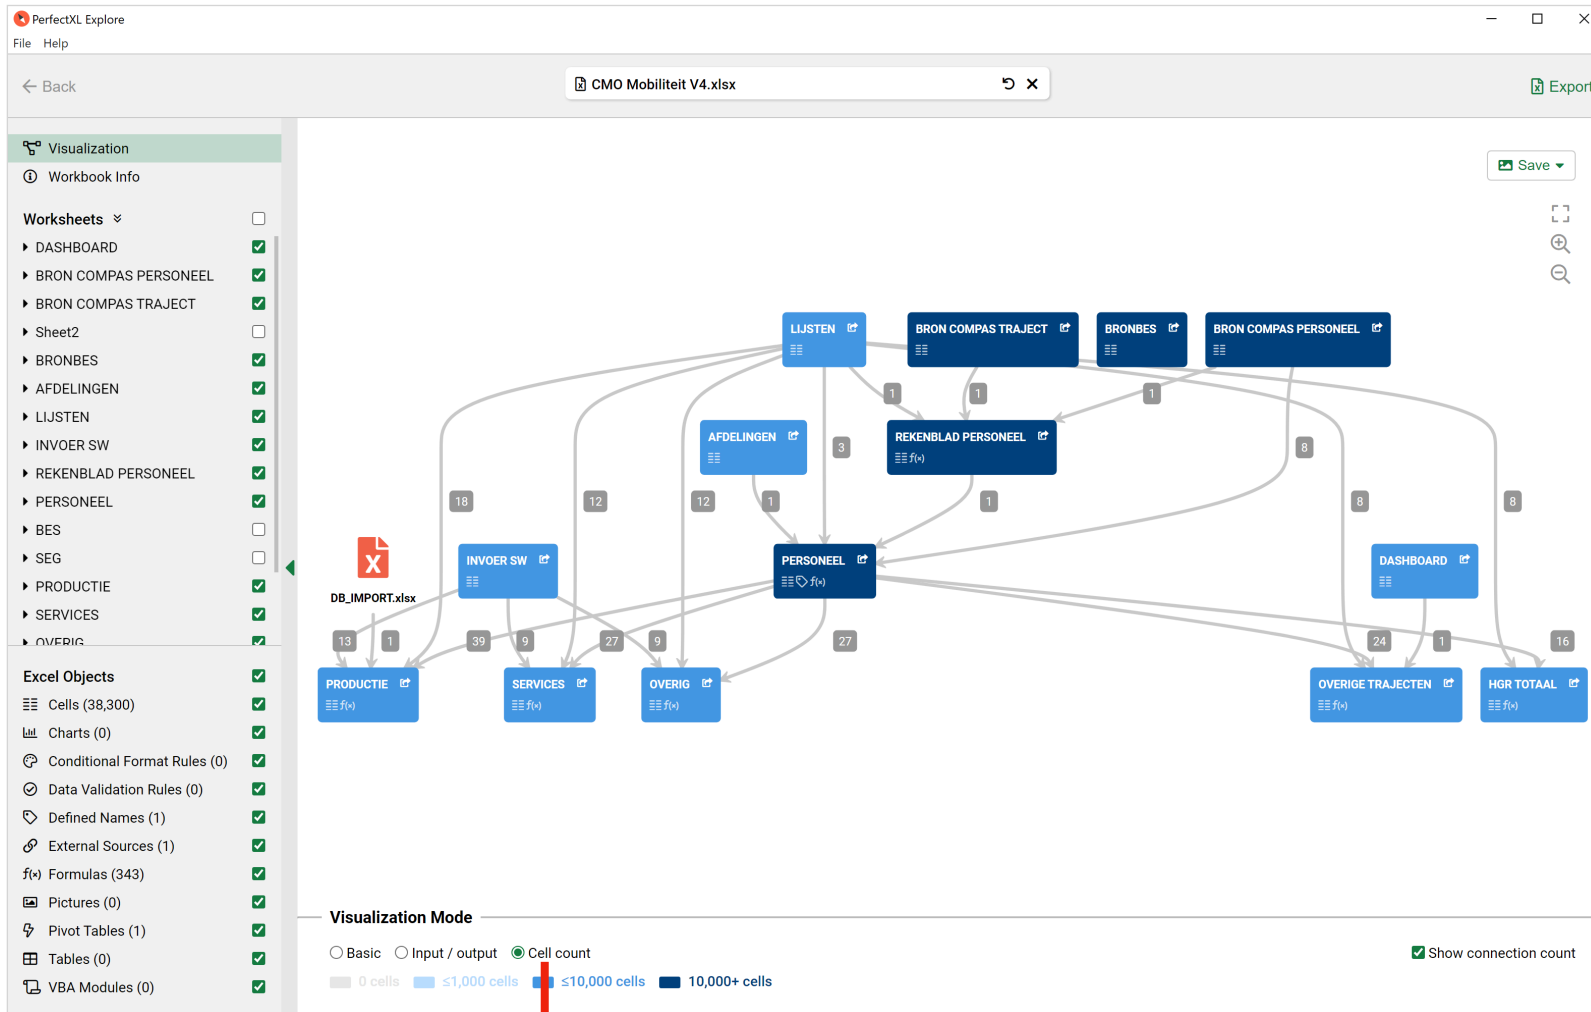 PerfectXL Explore
File Help
Back
CMO Mobiliteit V4.xlsx
Export
Visualization
Workbook Info
Save
Worksheets
DASHBOARD
BRON COMPAS PERSONEEL
BRON COMPAS TRAJECT
Sheet2
BRONBES
AFDELINGEN
LIJSTEN
INVOER SW
REKENBLAD PERSONEEL
PERSONEEL
BES
SEG
PRODUCTIE
SERVICES
OVERIG
Excel Objects
Cells (38,300)
Charts (0)
Conditional Format Rules (0)
Data Validation Rules (0)
Defined Names (1)
External Sources (1)
f(x) Formulas (343)
Pictures (0)
Pivot Tables (1)
Tables (0)
VBA Modules (0)
LIJSTEN BRON COMPAS TRAJECT BRONBES BRON COMPAS PERSONEEL
1 1 1
AFDELINGEN 3 REKENBLAD PERSONEEL 8
f(x)
18 12 12 1 1 8 8
INVOER SW PERSONEEL DASHBOARD
f(x)
DB_IMPORT.xlsx
13 1 39 9 27 9 27 24 1 16
PRODUCTIE SERVICES OVERIG OVERIGE TRAJECTEN HGR TOTAAL
f(x) f(x) f(x) f(x) f(x)
Visualization Mode
Basic Input / output Cell count Show connection count
0 cells ≤1,000 cells ≤10,000 cells 10,000+ cells